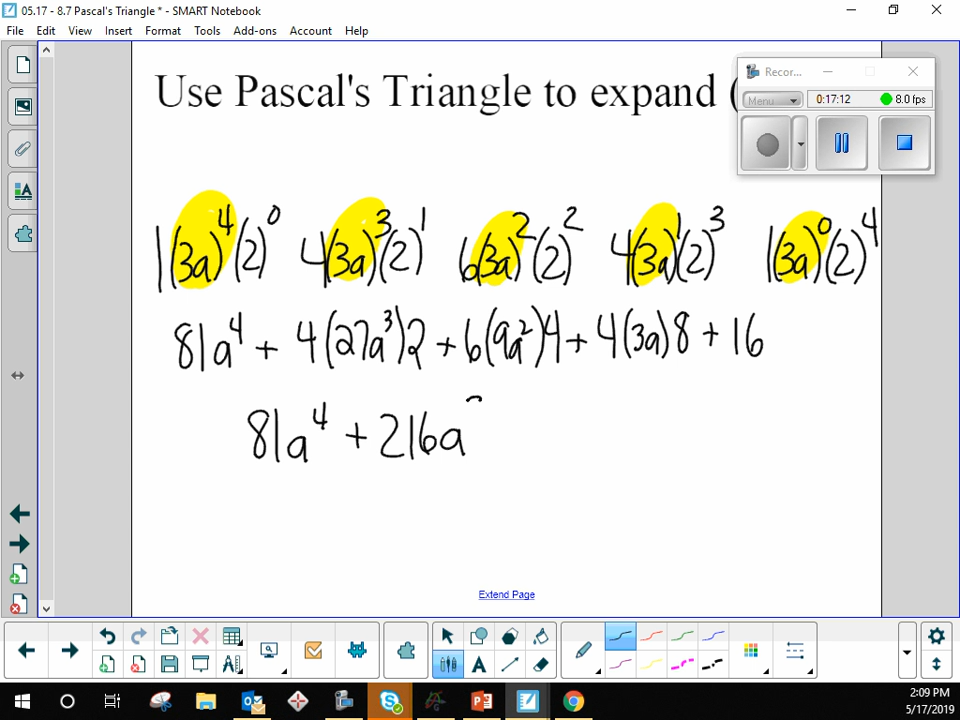 05.17 - 8.7 Pascal's Triangle * - SMART Notebook
File Edit View Insert Format Tools Add-ons Account Help
Use Pascal's Triangle to expand (
Recor...
Menu 0:17:12 8.0 fps
1(3a)⁴(2)⁰ 4(3a)³(2)¹ 6(3a)²(2)² 4(3a)¹(2)³ 1(3a)⁰(2)⁴
81a⁴ + 4(27a³)2 + 6(9a²)4 + 4(3a)8 + 16
81a⁴ + 216a
Extend Page
2:09 PM
5/17/2019